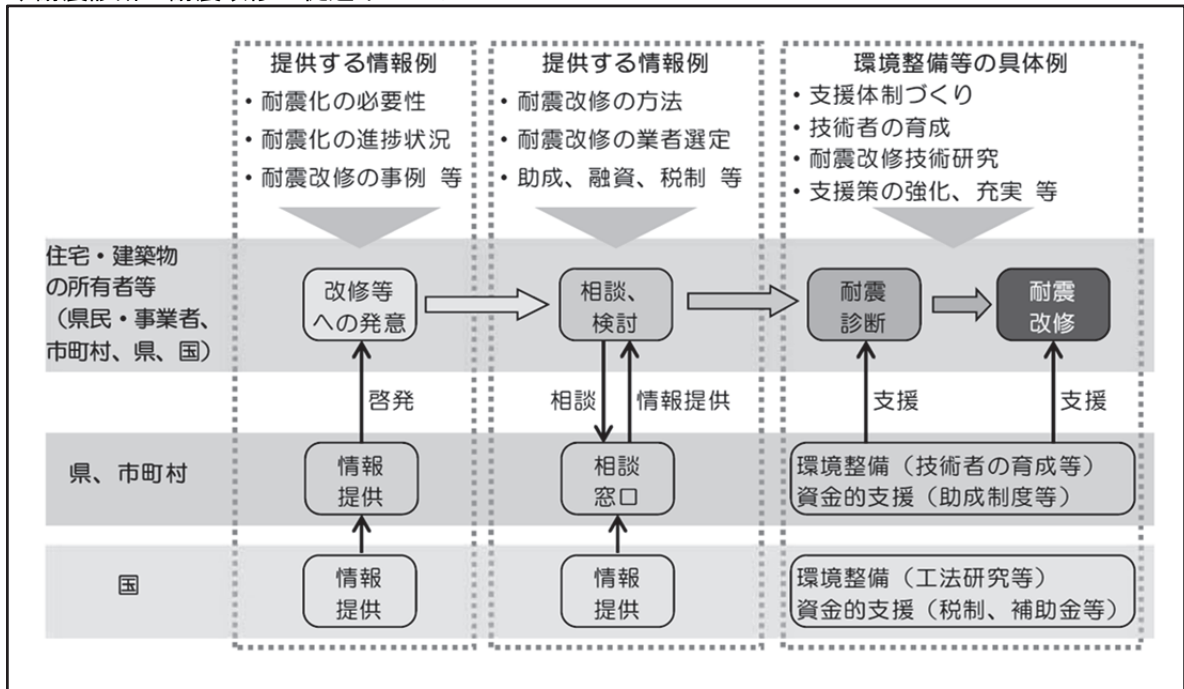 提供する情報例
・耐震化の必要性
・耐震化の進捗状況
・耐震改修の事例 等
提供する情報例
・耐震改修の方法
・耐震改修の業者選定
・助成、融資、税制 等
環境整備等の具体例
・支援体制づくり
・技術者の育成
・耐震改修技術研究
・支援策の強化、充実 等
住宅・建築物
の所有者等
（県民・事業者、
市町村、県、国）
改修等
への発意
相談、
検討
耐震
診断
耐震
改修
啓発
相談
情報提供
支援
支援
県、市町村
情報
提供
相談
窓口
環境整備（技術者の育成等）
資金的支援（助成制度等）
国
情報
提供
情報
提供
環境整備（工法研究等）
資金的支援（税制、補助金等）